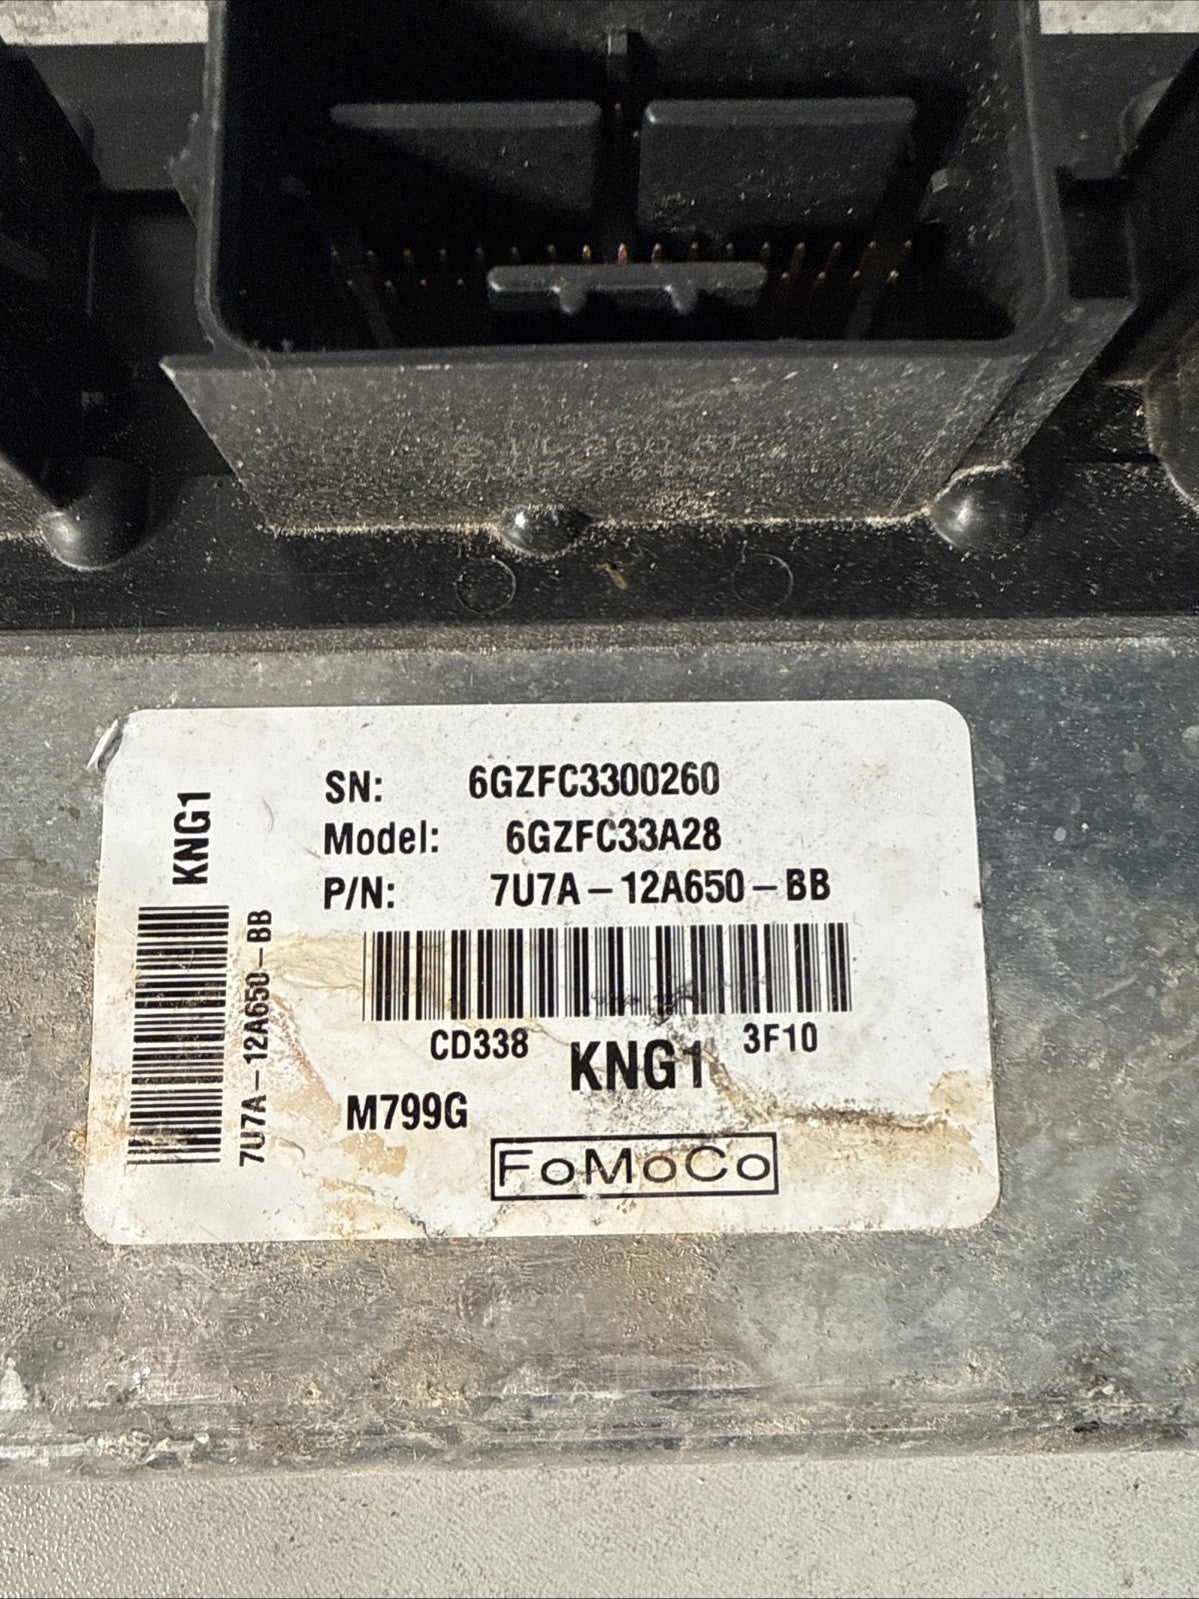 SN: 6GZFC3300260
Model: 6GZFC33A28
P/N: 7U7A-12A650-BB
KNG1
7U7A-12A650-BB
CD338 KNG1 3F10
M799G
FoMoCo